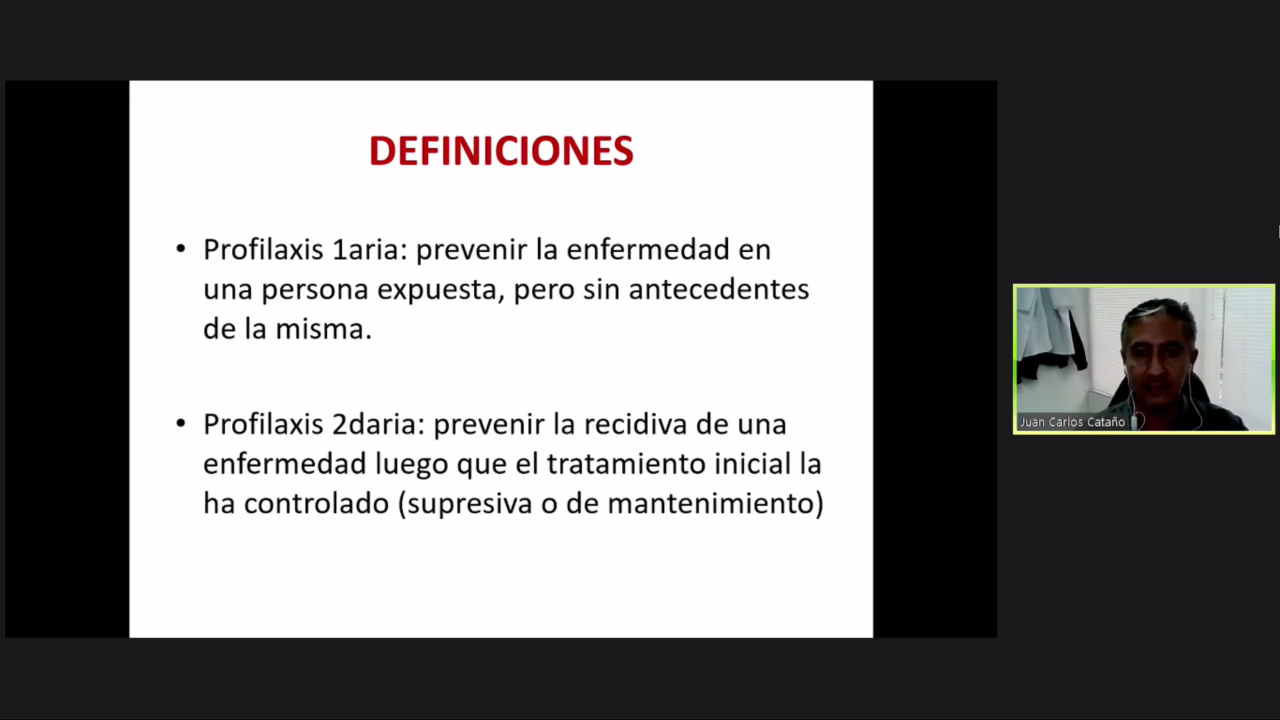 DEFINICIONES
• Profilaxis 1aria: prevenir la enfermedad en
una persona expuesta, pero sin antecedentes
de la misma.
• Profilaxis 2daria: prevenir la recidiva de una
enfermedad luego que el tratamiento inicial la
ha controlado (supresiva o de mantenimiento)
Juan Carlos Cataño